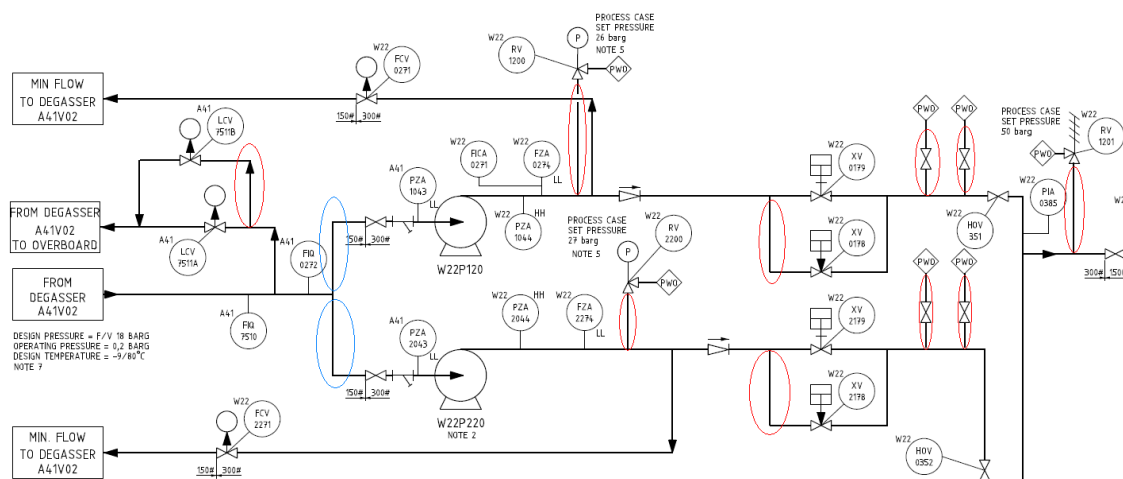 PROCESS CASE
SET PRESSURE
26 barg
NOTE 5
P
W22
RV
1200
PWO
W22
FCV
0271
150#
300#
MIN FLOW
TO DEGASSER
A41V02
A41
LCV
7511B
W22
FICA
0271
W22
FZA
0274
LL
A41
PZA
1043
LL
W22
HH
PZA
1044
W22
XV
0179
PWO
PWO
PROCESS CASE
SET PRESSURE
50 barg
W22
RV
1201
PWO
W22
PIA
0385
W22
HOV
351
300#
150#
W
FROM DEGASSER
A41V02
TO OVERBOARD
LCV
7511A
A41
A41
FIQ
0272
150#
300#
W22P120
PROCESS CASE
SET PRESSURE
27 barg
NOTE 5
P
W22
RV
2200
PWO
W22
XV
0178
PWO
PWO
FROM
DEGASSER
A41V02
A41
FIQ
7510
DESIGN PRESSURE = F/V 18 BARG
OPERATING PRESSURE = 0,2 BARG
DESIGN TEMPERATURE = -9/80°C
NOTE 7
A41
PZA
2043
LL
W22
PZA
2044
HH
W22
FZA
2274
LL
W22
XV
2179
150#
300#
W22P220
NOTE 2
W22
XV
2178
W22
FCV
2271
150#
300#
MIN. FLOW
TO DEGASSER
A41V02
W22
HOV
0352